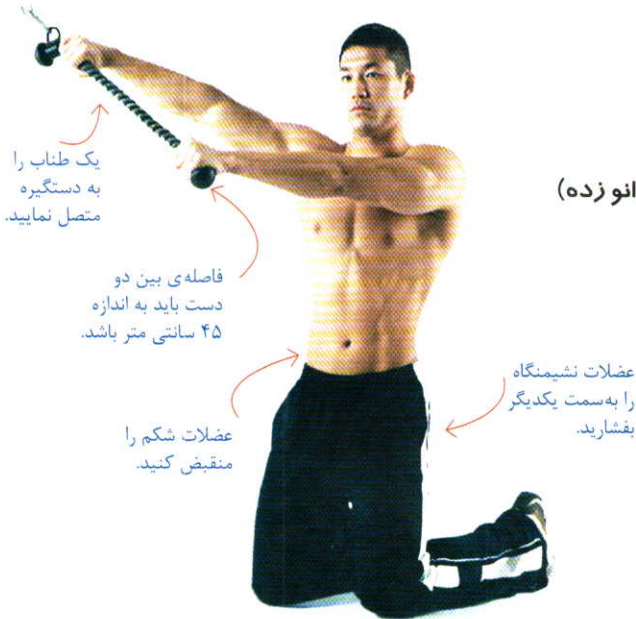 انو زده)
یک طناب را
به دستگیره
متصل نمایید.
فاصله‌ی بین دو
دست باید به اندازه
۴۵ سانتی متر باشد.
عضلات شکم را
منقبض کنید.
عضلات نشیمنگاه
را به‌سمت یکدیگر
بفشارید.